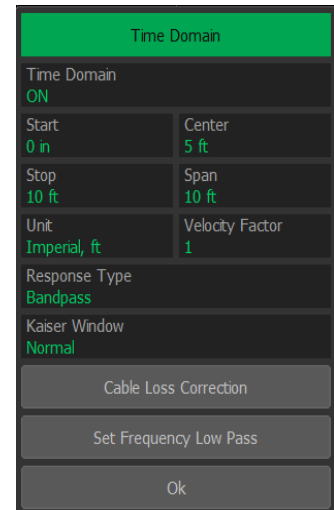 Time Domain
Time Domain
ON
Start
0 in
Center
5 ft
Stop
10 ft
Span
10 ft
Unit
Imperial, ft
Velocity Factor
1
Response Type
Bandpass
Kaiser Window
Normal
Cable Loss Correction
Set Frequency Low Pass
Ok